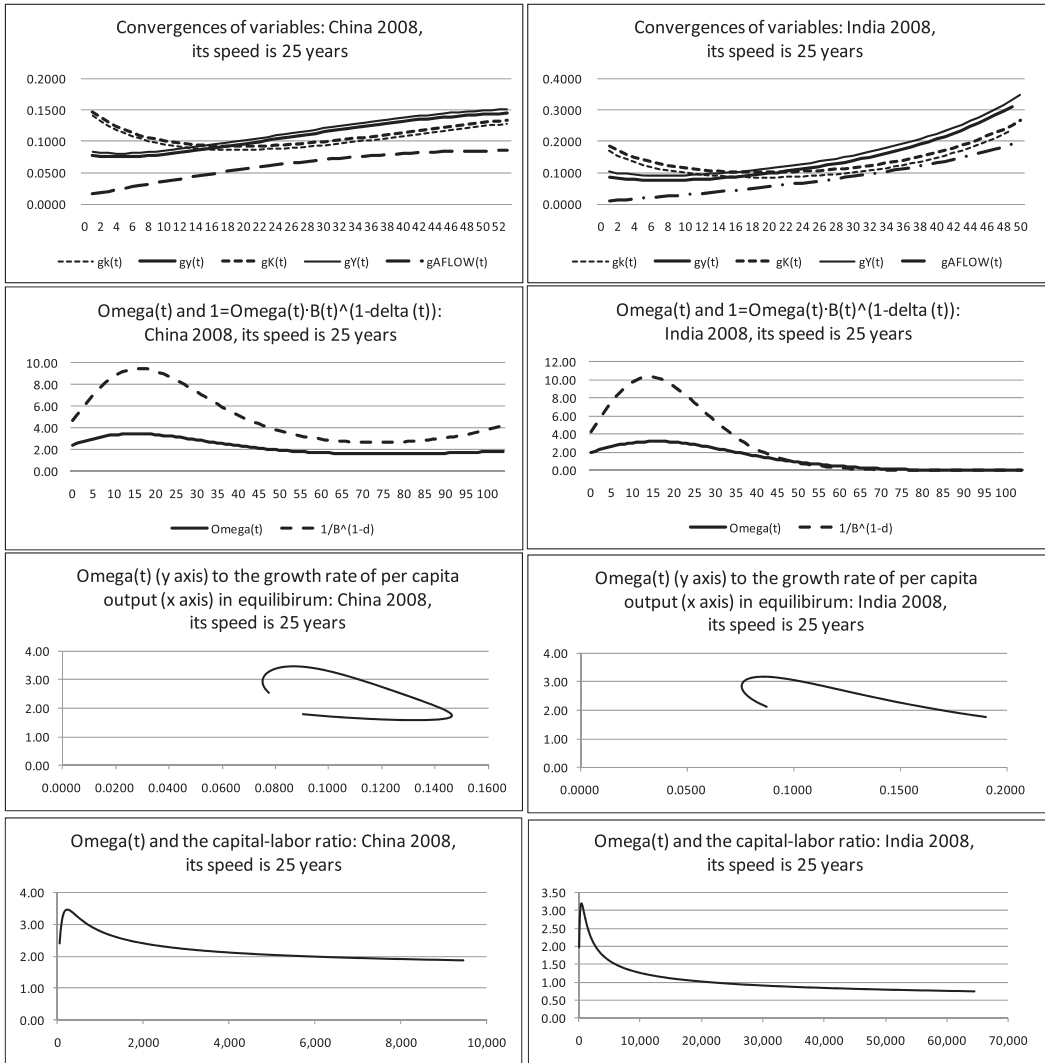 Convergences of variables: China 2008,
its speed is 25 years
0.2000
0.1500
0.1000
0.0500
0.0000
0 2 4 6 8 10 12 14 16 18 20 22 24 26 28 30 32 34 36 38 40 42 44 46 48 50 52
gk(t) gy(t) gK(t) gY(t) gAFLOW(t)
Convergences of variables: India 2008,
its speed is 25 years
0.4000
0.3000
0.2000
0.1000
0.0000
0 2 4 6 8 10 12 14 16 18 20 22 24 26 28 30 32 34 36 38 40 42 44 46 48 50
gk(t) gy(t) gK(t) gY(t) gAFLOW(t)
Omega(t) and 1=Omega(t)·B(t)^(1-delta (t)):
China 2008, its speed is 25 years
10.00
8.00
6.00
4.00
2.00
0.00
0 5 10 15 20 25 30 35 40 45 50 55 60 65 70 75 80 85 90 95 100
Omega(t) 1/B^(1-d)
Omega(t) and 1=Omega(t)·B(t)^(1-delta (t)):
India 2008, its speed is 25 years
12.00
10.00
8.00
6.00
4.00
2.00
0.00
0 5 10 15 20 25 30 35 40 45 50 55 60 65 70 75 80 85 90 95 100
Omega(t) 1/B^(1-d)
Omega(t) (y axis) to the growth rate of per capita
output (x axis) in equilibirum: China 2008,
its speed is 25 years
4.00
3.00
2.00
1.00
0.00
0.0000 0.0200 0.0400 0.0600 0.0800 0.1000 0.1200 0.1400 0.1600
Omega(t) (y axis) to the growth rate of per capita
output (x axis) in equilibirum: India 2008,
its speed is 25 years
4.00
3.00
2.00
1.00
0.00
0.0000 0.0500 0.1000 0.1500 0.2000
Omega(t) and the capital-labor ratio: China 2008,
its speed is 25 years
4.00
3.00
2.00
1.00
0.00
0 2,000 4,000 6,000 8,000 10,000
Omega(t) and the capital-labor ratio: India 2008,
its speed is 25 years
3.50
3.00
2.50
2.00
1.50
1.00
0.50
0.00
0 10,000 20,000 30,000 40,000 50,000 60,000 70,000